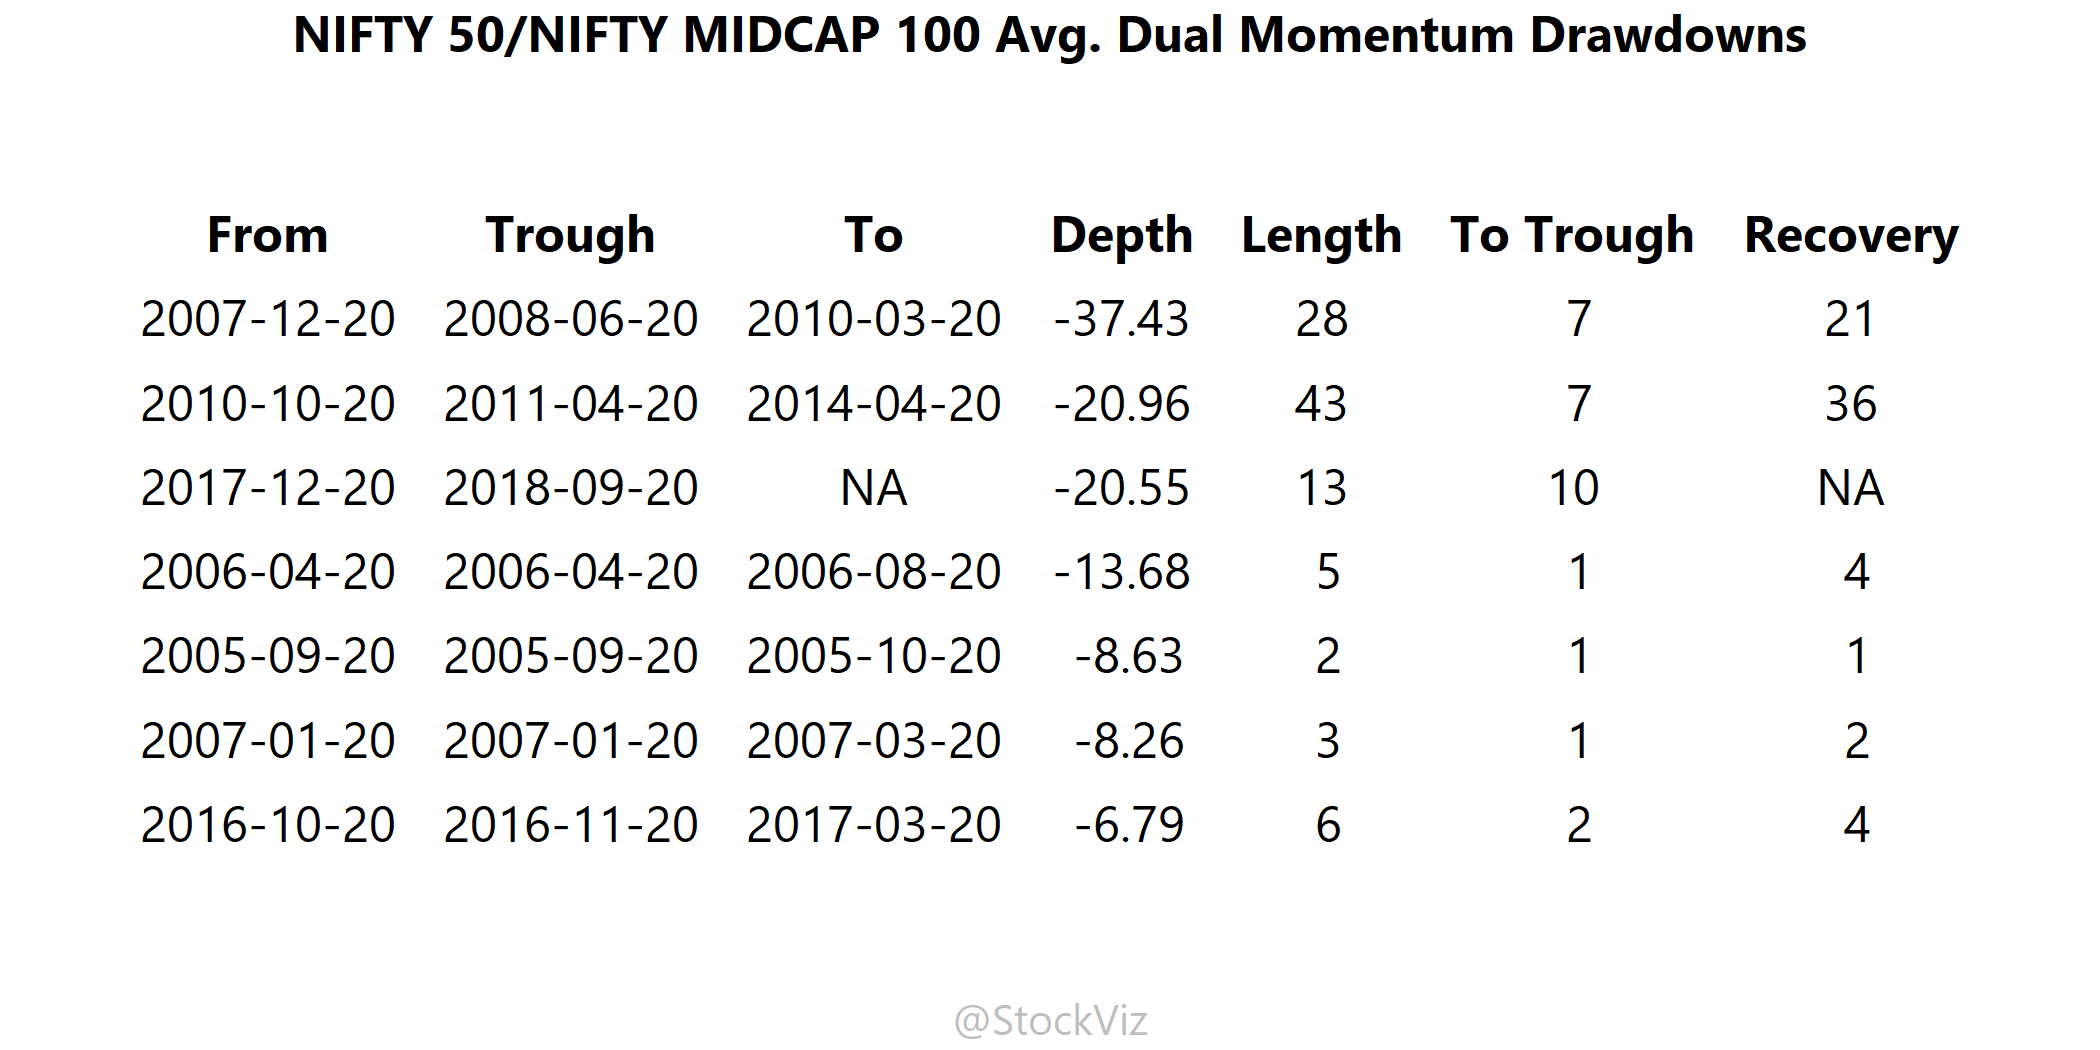 NIFTY 50/NIFTY MIDCAP 100 Avg. Dual Momentum Drawdowns
From Trough To Depth Length To Trough Recovery
2007-12-20 2008-06-20 2010-03-20 -37.43 28 7 21
2010-10-20 2011-04-20 2014-04-20 -20.96 43 7 36
2017-12-20 2018-09-20 NA -20.55 13 10 NA
2006-04-20 2006-04-20 2006-08-20 -13.68 5 1 4
2005-09-20 2005-09-20 2005-10-20 -8.63 2 1 1
2007-01-20 2007-01-20 2007-03-20 -8.26 3 1 2
2016-10-20 2016-11-20 2017-03-20 -6.79 6 2 4
@StockViz